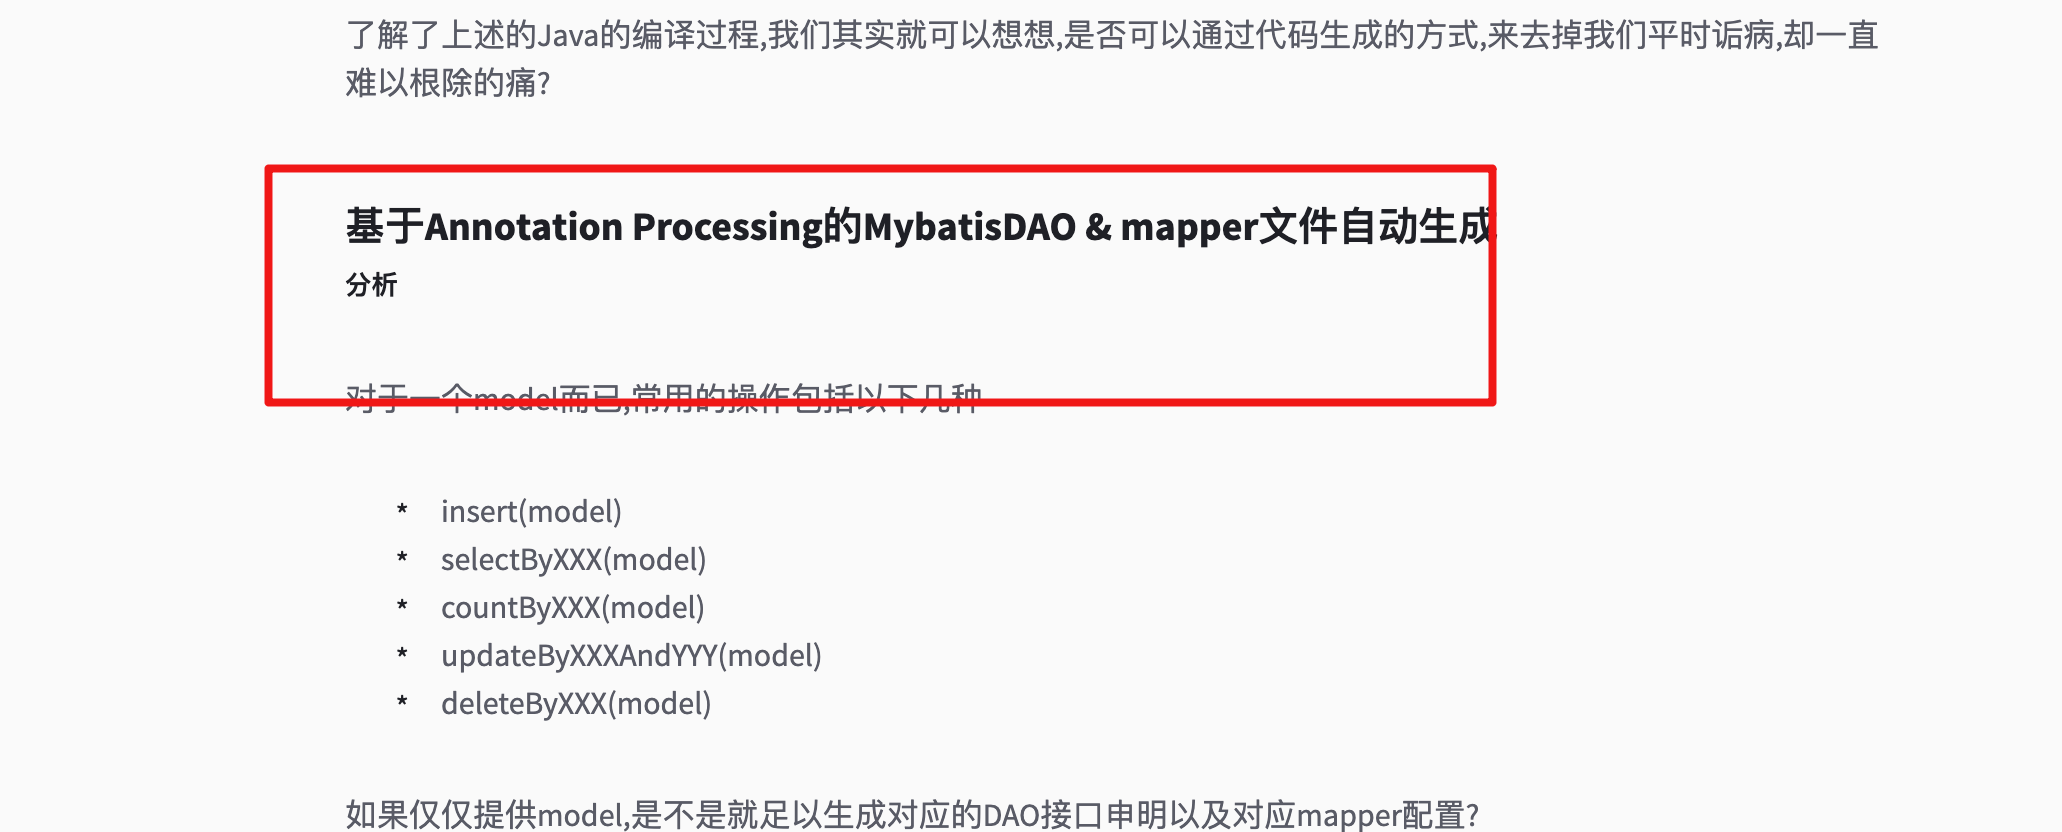 了解了上述的Java的编译过程,我们其实就可以想想,是否可以通过代码生成的方式,来去掉我们平时诟病,却一直
难以根除的痛?
基于Annotation Processing的MybatisDAO & mapper文件自动生成
分析
对于一个model而已,常用的操作包括以下几种
* insert(model)
* selectByXXX(model)
* countByXXX(model)
* updateByXXXAndYYY(model)
* deleteByXXX(model)
如果仅仅提供model,是不是就足以生成对应的DAO接口申明以及对应mapper配置?